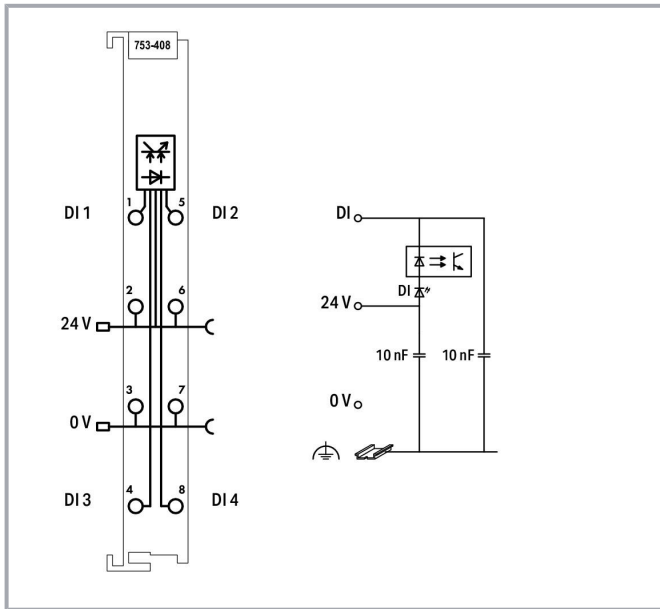 753-408
1 5
DI 1 DI 2
2 6
24 V
3 7
0 V
4 8
DI 3 DI 4
DI
DI
24 V
10 nF 10 nF
0 V